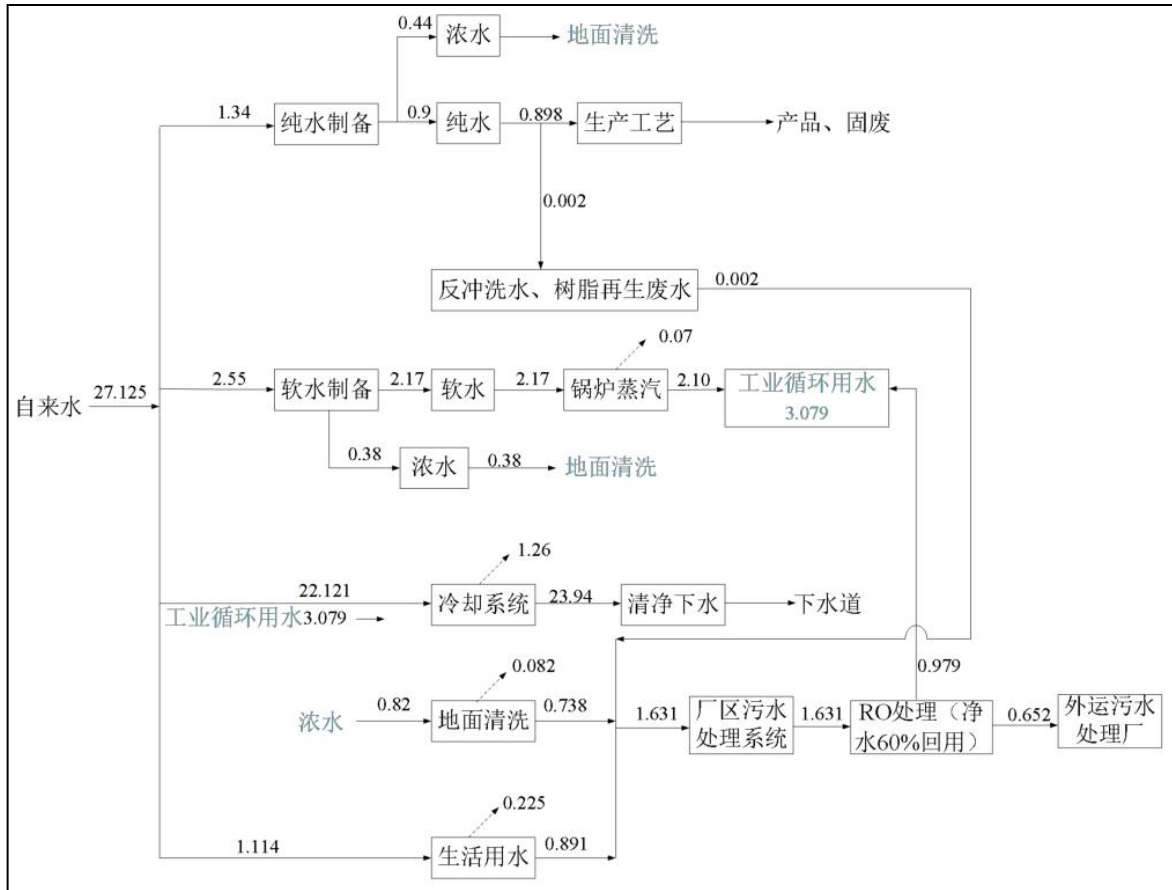 0.44
浓水
地面清洗
1.34
纯水制备
0.9
纯水
0.898
生产工艺
产品、固废
0.002
反冲洗水、树脂再生废水
0.002
0.07
自来水
27.125
2.55
软水制备
2.17
软水
2.17
锅炉蒸汽
2.10
工业循环用水
3.079
0.38
浓水
0.38
地面清洗
1.26
22.121
工业循环用水3.079
冷却系统
23.94
清净下水
下水道
0.082
0.979
浓水
0.82
地面清洗
0.738
1.631
厂区污水
处理系统
1.631
RO处理（净
水60%回用）
0.652
外运污水
处理厂
0.225
1.114
生活用水
0.891